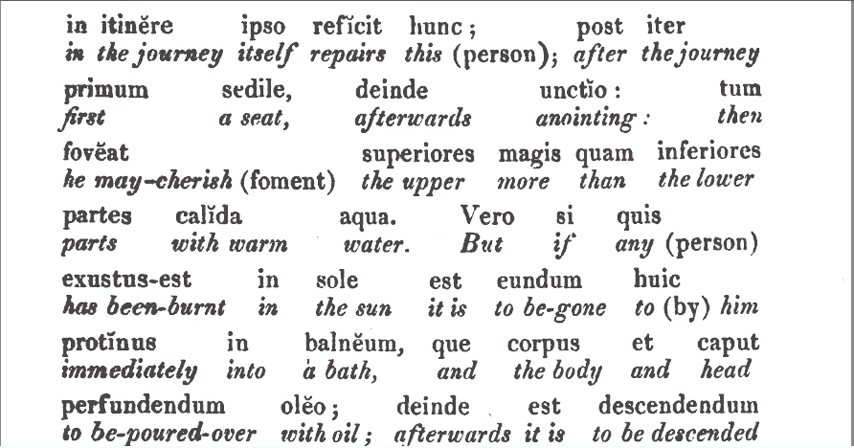 in itinĕre ipso refĭcit hunc; post iter
in the journey itself repairs this (person); after the journey
primum sedile, deinde unctĭo: tum
first a seat, afterwards anointing: then
fovĕat superiores magis quam inferiores
he may-cherish (foment) the upper more than the lower
partes calĭda aqua. Vero si quis
parts with warm water. But if any (person)
exustus-est in sole est eundum huic
has been-burnt in the sun it is to be-gone to (by) him
protĭnus in balnĕum, que corpus et caput
immediately into a bath, and the body and head
perfundendum olĕo; deinde est descendendum
to be-poured-over with oil; afterwards it is to be descended